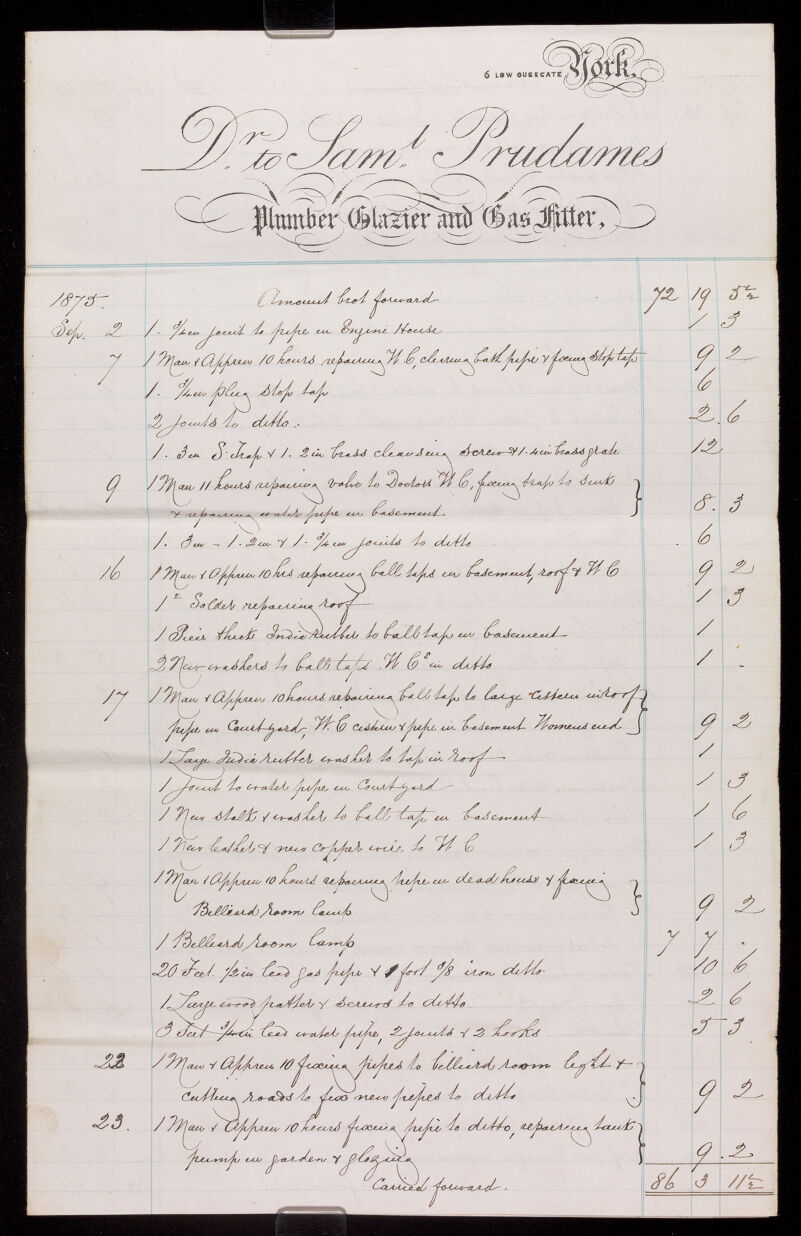 6 LOW OUSEGATE York.
Dr. to Saml. Prudames
Plumber Glazier and Gas Fitter,
1875. Amount brot forward 72 19 5½
Sep. 2 1. ¾ in joint to pipe in Engine House 1 3
7 1 Man & Appren 10 hours repairing W C, clearing bath pipe & fixing stop tap 9 2
1. ¾ in plug stop tap 6
2 joints to ditto. 2.6
1. 3in S. Trap & 1. 2in brass cleansing screw & 1. 4in brass grate 12
9 1 Man 11 hours repairing valve to Doctors W C, fixing trap to sink
& repairing water pipe in basement 8.3
1. 3in - 1. 2in & 1. ¾ in joints to ditto 6
16 1 Man & Appren 10 hrs repairing ball taps in basement, roof & W C 9 2
1 Solder repairing roof 1 3
1 Piece thick India rubber to ball tap in basement 1
2 New washers to ball taps W Cs in ditto 1 -
17 1 Man & Appren 10 hours repairing ball tap to large cistern in roof
pipe in Court yard, W.C cistern & pipe in basement Womens end 9 2
1 Large India rubber washer to tap in roof 1
1 joint to water pipe in Court yard 1 3
1 New stalk & washer to ball tap in basement 1 6
1 New leather & new copper wire to W C 1 3
1 Man & Appren 10 hours repairing pipe in dead house & fixing
Billiard room lamp 9 2
1 Billiard room lamp 7 7 .
20 Feet ½ in lead gas pipe & 1 foot ⅜ iron ditto 10 6
1 Large wood patter & screws to ditto 2 6
3 Feet ¾ in lead water pipe, 2 joints & 2 hooks 5 3
22 1 Man & Appren 10 fixing pipes to billiard room light &
cutting roads to fix new pipes to ditto 9 2
23. 1 Man & Appren 10 hours fixing pipe to ditto, repairing tank
pump in garden & glazing 9.2
Carried forward. 86 3 11½